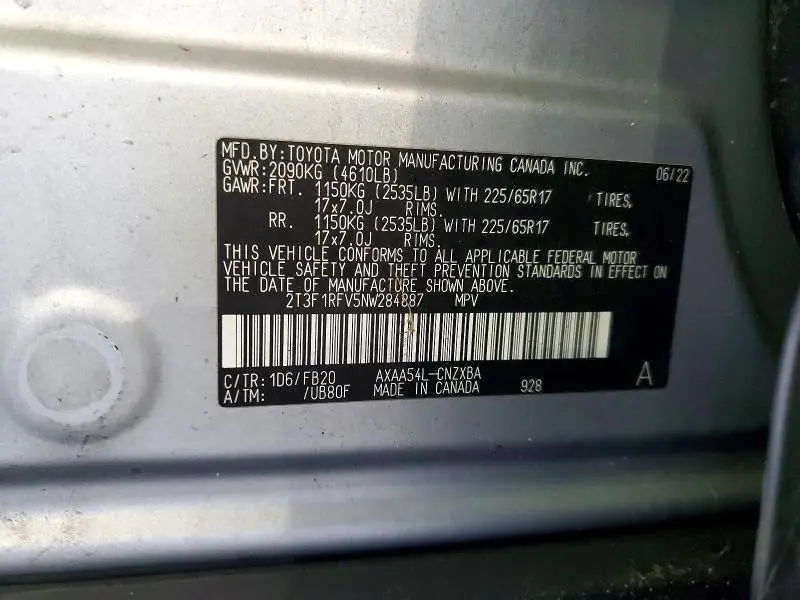 MFD.BY:TOYOTA MOTOR MANUFACTURING CANADA INC. 06/22
GVWR:2090KG (4610LB)
GAWR:FRT. 1150KG (2535LB) WITH 225/65R17 TIRES,
17x7.0J RIMS.
RR. 1150KG (2535LB) WITH 225/65R17 TIRES,
17x7.0J RIMS.
THIS VEHICLE CONFORMS TO ALL APPLICABLE FEDERAL MOTOR
VEHICLE SAFETY AND THEFT PREVENTION STANDARDS IN EFFECT ON
THE DATE OF MANUFACTURE SHOWN ABOVE.
2T3F1RFV5NW284887 MPV
C/TR:1D6/FB20 AXAA54L-CNZXBA A
A/TM: /UB80F MADE IN CANADA 928